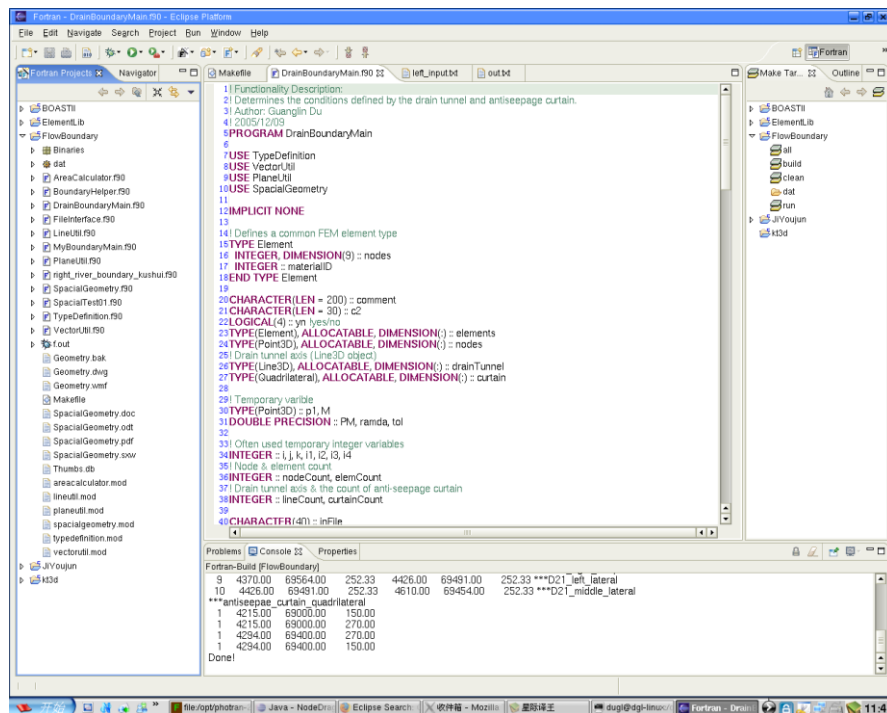 Fortran - DrainBoundaryMain.f90 - Eclipse Platform
File Edit Navigate Search Project Run Window Help
Fortran
Fortran Projects Navigator
Makefile DrainBoundaryMain.f90 left_input.txt out.txt
Make Tar... Outline
BOASTII
ElementLib
FlowBoundary
Binaries
dat
AreaCalculator.f90
BoundaryHelper.f90
DrainBoundaryMain.f90
FileInterface.f90
LineUtil.f90
MyBoundaryMain.f90
PlaneUtil.f90
right_river_boundary_kushui.f90
SpacialGeometry.f90
SpacialTest01.f90
TypeDefinition.f90
VectorUtil.f90
f.out
Geometry.bak
Geometry.dwg
Geometry.wmf
Makefile
SpacialGeometry.doc
SpacialGeometry.odt
SpacialGeometry.pdf
SpacialGeometry.sxw
Thumbs.db
areacalculator.mod
lineutil.mod
planeutil.mod
spacialgeometry.mod
typedefinition.mod
vectorutil.mod
JiYoujun
kt3d
1! Functionality Description:
2! Determines the conditions defined by the drain tunnel and antiseepage curtain.
3! Author: Guanglin Du
4! 2005/12/09
5PROGRAM DrainBoundaryMain
6
7USE TypeDefinition
8USE VectorUtil
9USE PlaneUtil
10USE SpacialGeometry
11
12IMPLICIT NONE
13
14! Defines a common FEM element type
15TYPE Element
16 INTEGER, DIMENSION(9) :: nodes
17 INTEGER :: materialID
18END TYPE Element
19
20CHARACTER(LEN = 200) :: comment
21CHARACTER(LEN = 30) :: c2
22LOGICAL(4) :: yn !yes/no
23TYPE(Element), ALLOCATABLE, DIMENSION(:) :: elements
24TYPE(Point3D), ALLOCATABLE, DIMENSION(:) :: nodes
25! Drain tunnel axis (Line3D object)
26TYPE(Line3D), ALLOCATABLE, DIMENSION(:) :: drainTunnel
27TYPE(Quadrilateral), ALLOCATABLE, DIMENSION(:) :: curtain
28
29! Temporary varible
30TYPE(Point3D) :: p1, M
31DOUBLE PRECISION :: PM, ramda, tol
32
33! Often used temporary integer variables
34INTEGER :: i, j, k, i1, i2, i3, i4
35! Node & element count
36INTEGER :: nodeCount, elemCount
37! Drain tunnel axis & the count of anti-seepage curtain
38INTEGER :: lineCount, curtainCount
39
40CHARACTER(40) :: inFile
BOASTII
ElementLib
FlowBoundary
all
build
clean
dat
run
JiYoujun
kt3d
Problems Console Properties
Fortran-Build [FlowBoundary]
9 4370.00 69564.00 252.33 4426.00 69491.00 252.33 ***D21_left_lateral
10 4426.00 69491.00 252.33 4610.00 69454.00 252.33 ***D21_middle_lateral
***antiseepae_curtain_quadrilateral
1 4215.00 69000.00 150.00
1 4215.00 69000.00 270.00
1 4294.00 69400.00 270.00
1 4294.00 69400.00 150.00
Done!
file:/opt/photran- Java - NodeDra Eclipse Search 收件箱 - Mozilla 星际译王 dugl@dgl-linux:/ Fortran - Drain 11:4